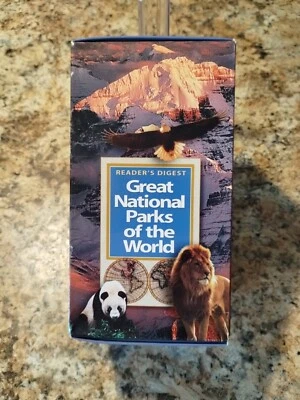 READER'S DIGEST
Great
National
Parks
of the
World